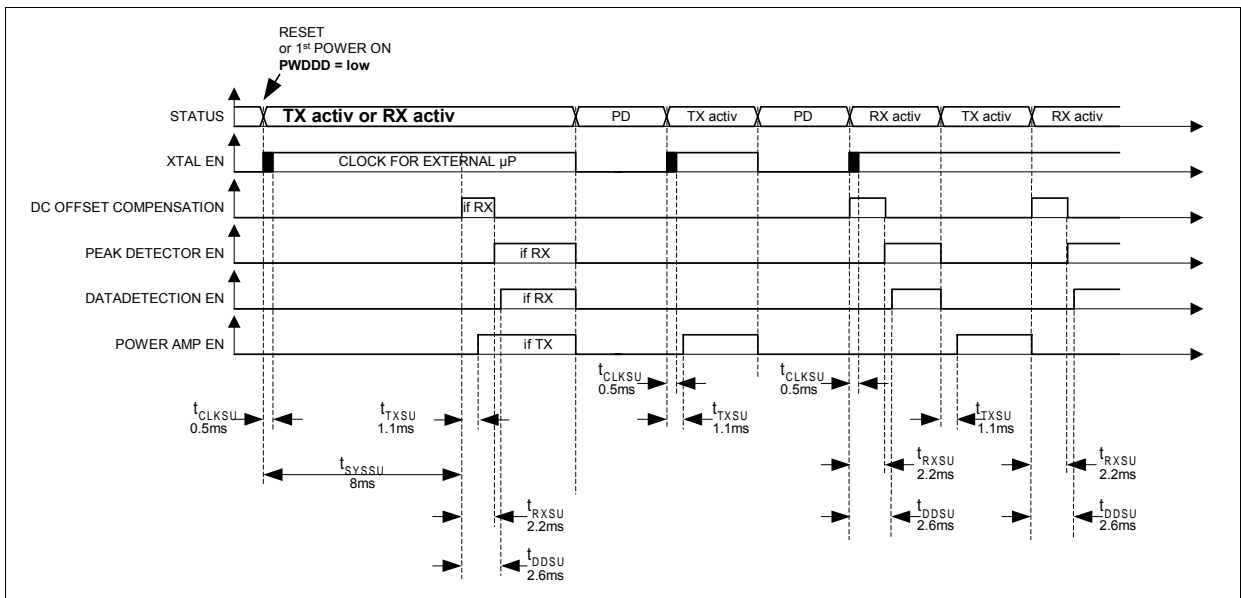 RESET
or 1st POWER ON
PWDDD = low
STATUS
TX activ or RX activ
PD
TX activ
PD
RX activ
TX activ
RX activ
XTAL EN
CLOCK FOR EXTERNAL µP
DC OFFSET COMPENSATION
if RX
PEAK DETECTOR EN
if RX
DATADETECTION EN
if RX
POWER AMP EN
if TX
tCLKSU
0.5ms
tCLKSU
0.5ms
tCLKSU
0.5ms
tTXSU
1.1ms
tTXSU
1.1ms
tTXSU
1.1ms
tSYSSU
8ms
tRXSU
2.2ms
tRXSU
2.2ms
tRXSU
2.2ms
tDDSU
2.6ms
tDDSU
2.6ms
tDDSU
2.6ms